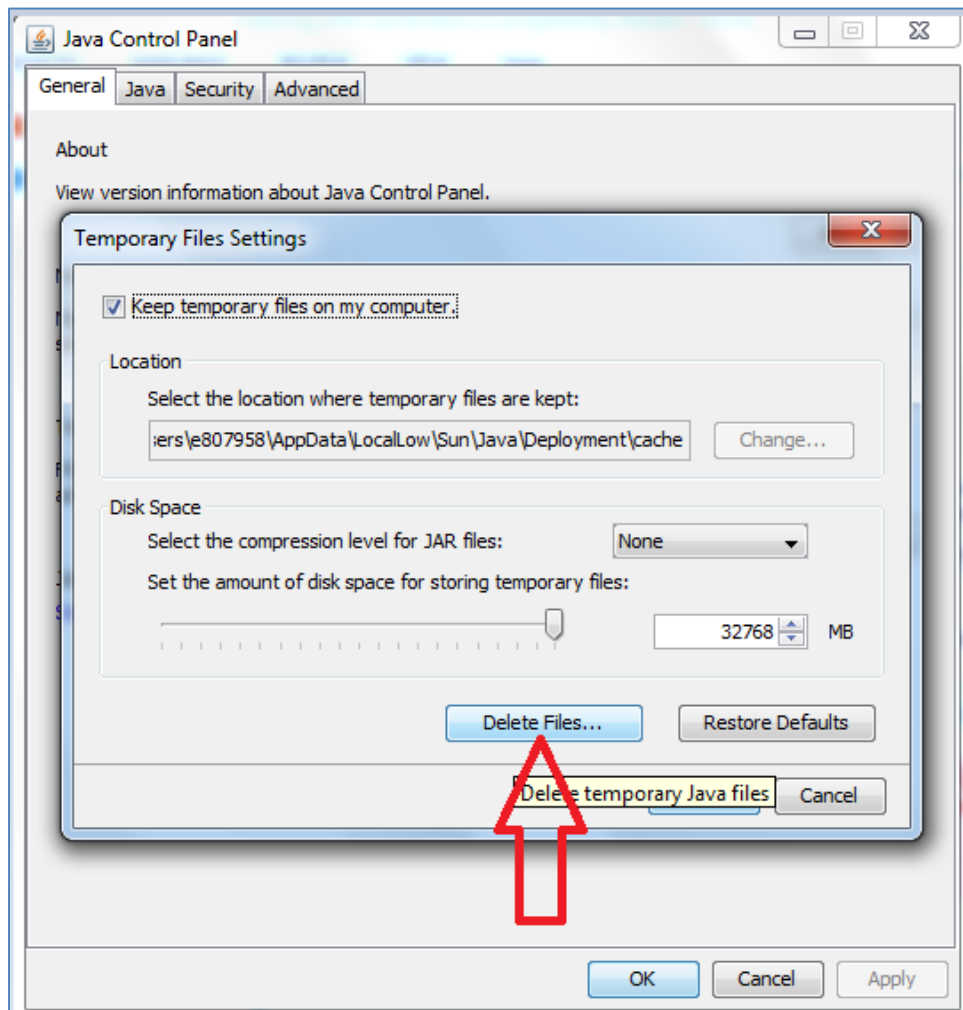 Java Control Panel
General Java Security Advanced
About
View version information about Java Control Panel.
Temporary Files Settings
Keep temporary files on my computer.
Location
Select the location where temporary files are kept:
sers\e807958\AppData\LocalLow\Sun\Java\Deployment\cache Change...
Disk Space
Select the compression level for JAR files: None
Set the amount of disk space for storing temporary files:
32768 MB
Delete Files... Restore Defaults
Delete temporary Java files Cancel
OK Cancel Apply